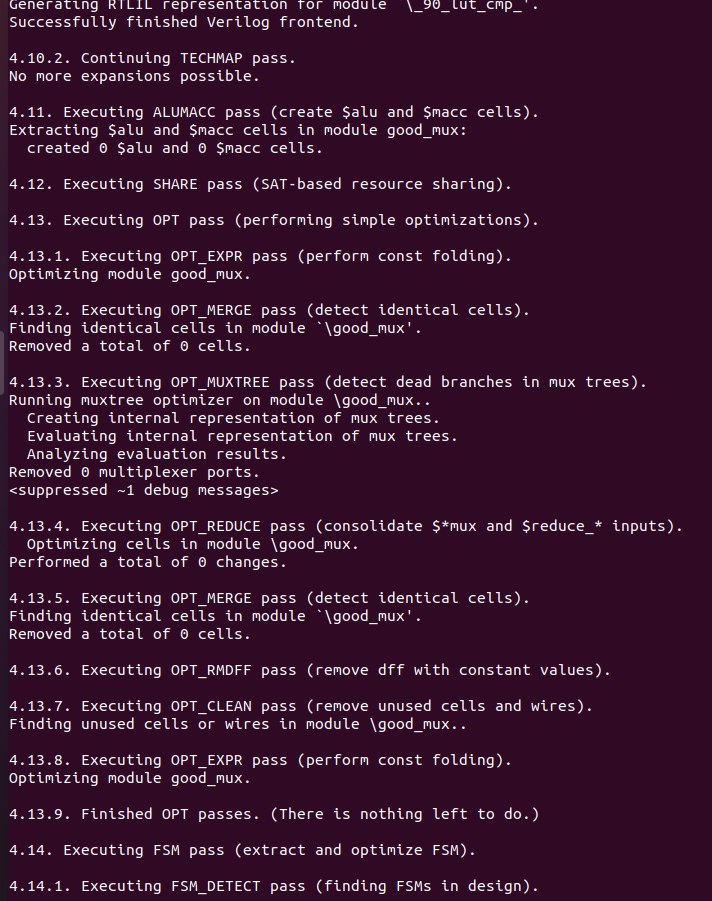 Generating RTLIL representation for module `\_90_lut_cmp_'.
Successfully finished Verilog frontend.
4.10.2. Continuing TECHMAP pass.
No more expansions possible.
4.11. Executing ALUMACC pass (create $alu and $macc cells).
Extracting $alu and $macc cells in module good_mux:
  created 0 $alu and 0 $macc cells.
4.12. Executing SHARE pass (SAT-based resource sharing).
4.13. Executing OPT pass (performing simple optimizations).
4.13.1. Executing OPT_EXPR pass (perform const folding).
Optimizing module good_mux.
4.13.2. Executing OPT_MERGE pass (detect identical cells).
Finding identical cells in module `\good_mux'.
Removed a total of 0 cells.
4.13.3. Executing OPT_MUXTREE pass (detect dead branches in mux trees).
Running muxtree optimizer on module \good_mux..
  Creating internal representation of mux trees.
  Evaluating internal representation of mux trees.
  Analyzing evaluation results.
Removed 0 multiplexer ports.
<suppressed ~1 debug messages>
4.13.4. Executing OPT_REDUCE pass (consolidate $*mux and $reduce_* inputs).
  Optimizing cells in module \good_mux.
Performed a total of 0 changes.
4.13.5. Executing OPT_MERGE pass (detect identical cells).
Finding identical cells in module `\good_mux'.
Removed a total of 0 cells.
4.13.6. Executing OPT_RMDFF pass (remove dff with constant values).
4.13.7. Executing OPT_CLEAN pass (remove unused cells and wires).
Finding unused cells or wires in module \good_mux..
4.13.8. Executing OPT_EXPR pass (perform const folding).
Optimizing module good_mux.
4.13.9. Finished OPT passes. (There is nothing left to do.)
4.14. Executing FSM pass (extract and optimize FSM).
4.14.1. Executing FSM_DETECT pass (finding FSMs in design).